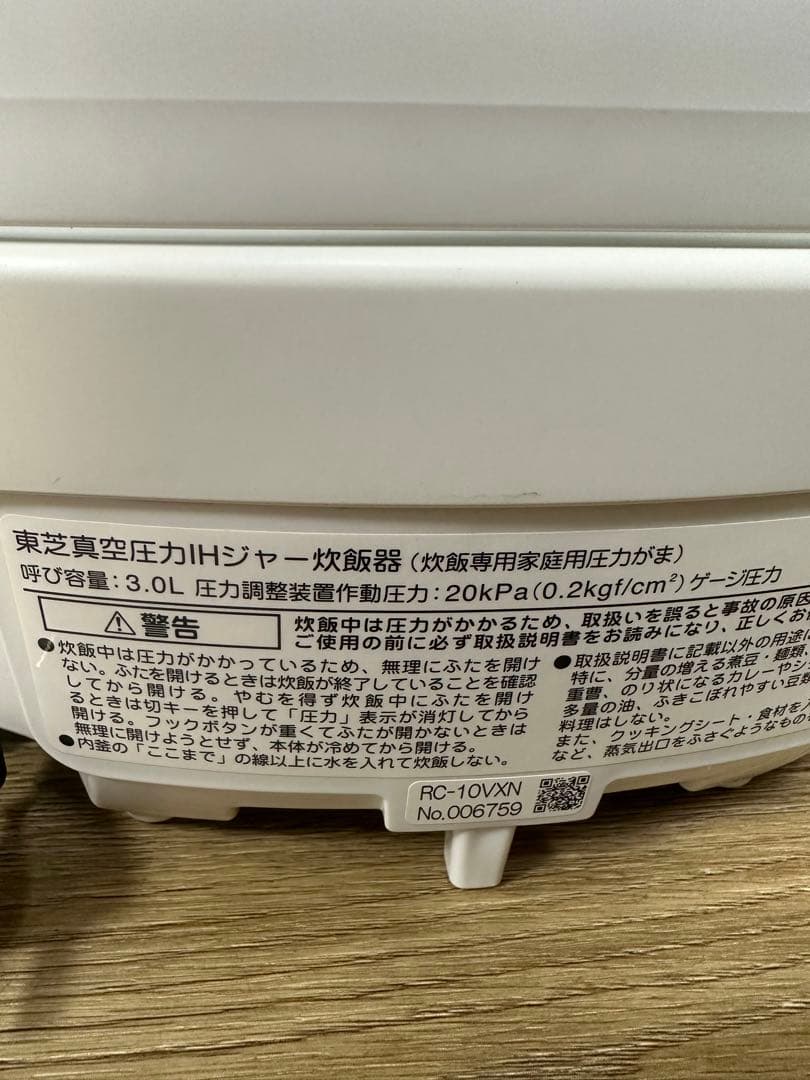 東芝真空圧力IHジャー炊飯器（炊飯専用家庭用圧力がま）
呼び容量：3.0L 圧力調整装置作動圧力：20kPa(0.2kgf/cm²)ゲージ圧力
⚠警告
炊飯中は圧力がかかるため、取扱いを誤ると事故の原因
ご使用の前に必ず取扱説明書をお読みになり、正しくお
●炊飯中は圧力がかかっているため、無理にふたを開け
ない。ふたを開けるときは炊飯が終了していることを確認
してから開ける。やむを得ず炊飯中にふたを開け
るときは切キーを押して「圧力」表示が消灯してから
開ける。フックボタンが重くてふたが開かないときは
無理に開けようとせず、本体が冷めてから開ける。
●内釜の「ここまで」の線以上に水を入れて炊飯しない。
●取扱説明書に記載以外の用途に
特に、分量の増える煮豆・麺類、
重曹、のり状になるカレーやシ
多量の油、ふきこぼれやすい豆類
料理はしない。
また、クッキングシート・食材を入
など、蒸気出口をふさぐようなもの
RC-10VXN
No.006759